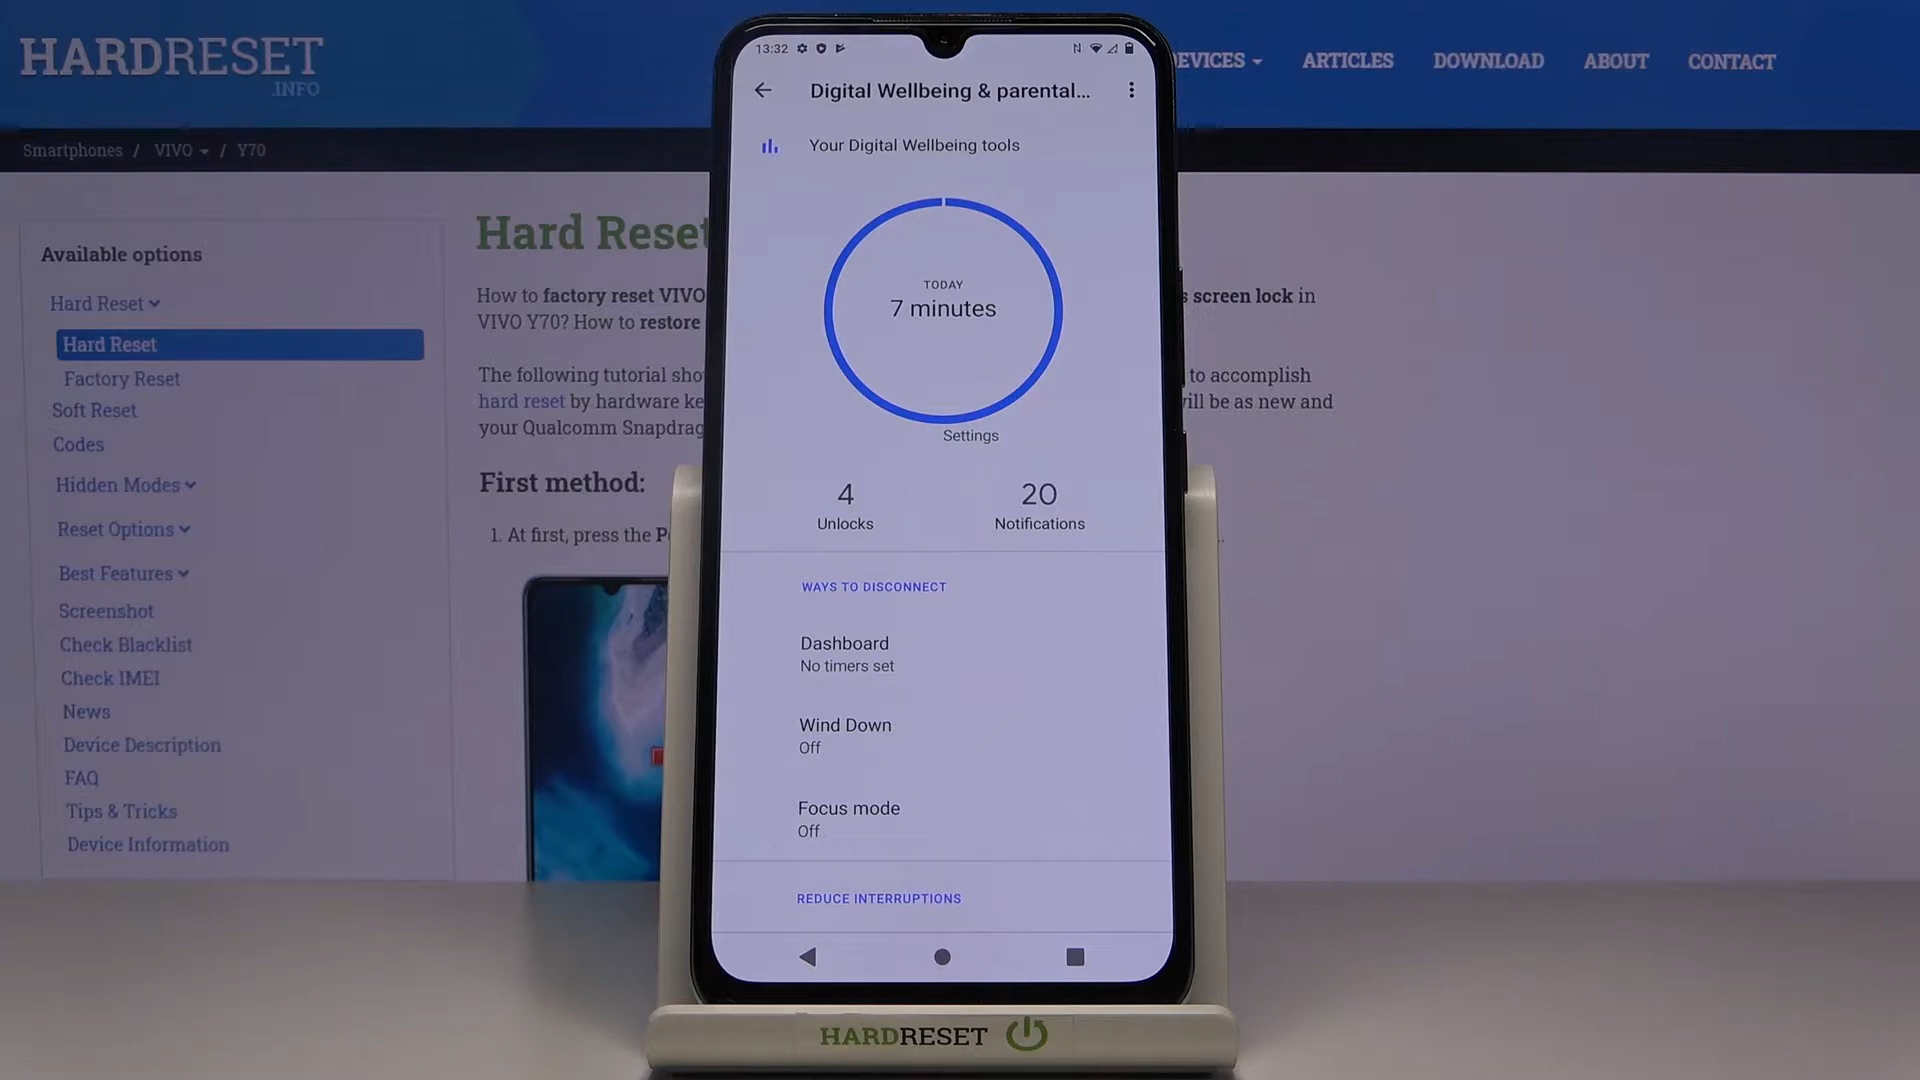 HARDRESET
.INFO
DEVICES
ARTICLES
DOWNLOAD
ABOUT
CONTACT
Smartphones / VIVO / Y70
Available options
Hard Reset
Hard Reset
Factory Reset
Soft Reset
Codes
Hidden Modes
Reset Options
Best Features
Screenshot
Check Blacklist
Check IMEI
News
Device Description
FAQ
Tips & Tricks
Device Information
Hard Reset
How to factory reset VIVO
screen lock in
VIVO Y70? How to restore
The following tutorial
to accomplish
hard reset by hardware
will be as new and
your Qualcomm
First method:
1. At first, press the
13:32
Digital Wellbeing & parental...
Your Digital Wellbeing tools
TODAY
7 minutes
Settings
4
Unlocks
20
Notifications
WAYS TO DISCONNECT
Dashboard
No timers set
Wind Down
Off
Focus mode
Off
REDUCE INTERRUPTIONS
HARDRESET